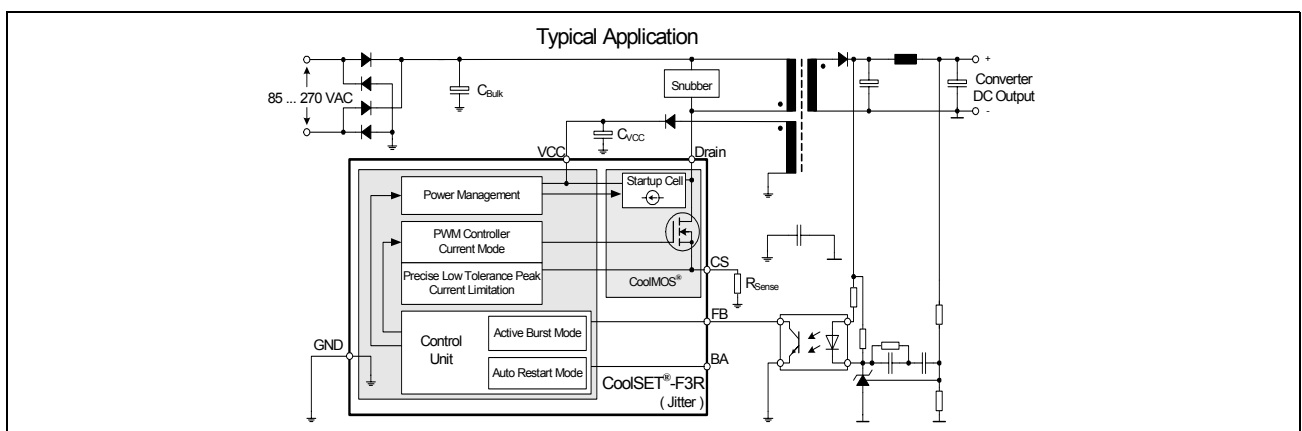 Typical Application
+
Snubber
Converter
DC Output
-
85 ... 270 VAC
CBulk
CVCC
VCC
Drain
Power Management
Startup Cell
PWM Controller
Current Mode
Precise Low Tolerance Peak
Current Limitation
CoolMOS®
CS
RSense
FB
Control
Unit
Active Burst Mode
GND
BA
Auto Restart Mode
CoolSET®-F3R
( Jitter )